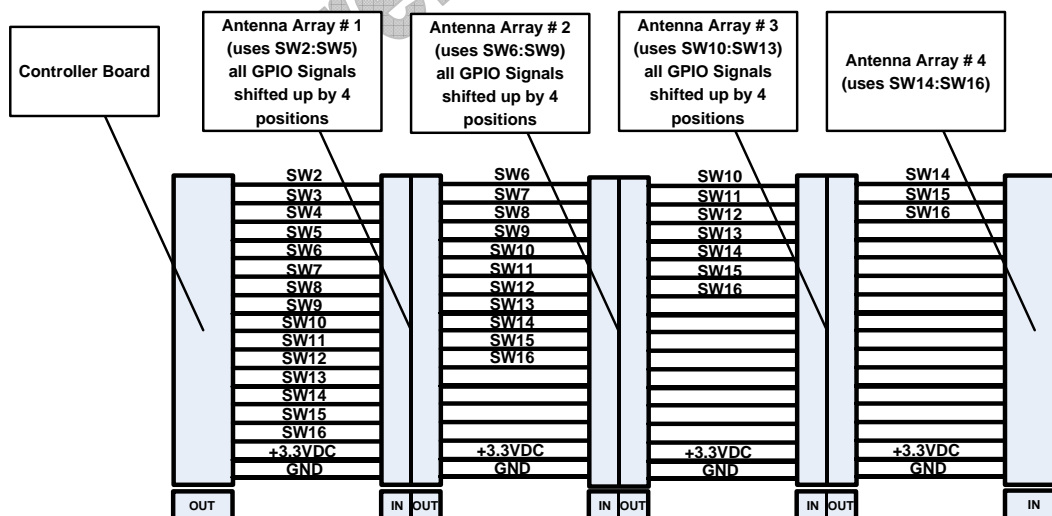 Controller Board
Antenna Array # 1
(uses SW2:SW5)
all GPIO Signals
shifted up by 4
positions
Antenna Array # 2
(uses SW6:SW9)
all GPIO Signals
shifted up by 4
positions
Antenna Array # 3
(uses SW10:SW13)
all GPIO Signals
shifted up by 4
positions
Antenna Array # 4
(uses SW14:SW16)
SW2
SW3
SW4
SW5
SW6
SW7
SW8
SW9
SW10
SW11
SW12
SW13
SW14
SW15
SW16
+3.3VDC
GND
SW6
SW7
SW8
SW9
SW10
SW11
SW12
SW13
SW14
SW15
SW16
+3.3VDC
GND
SW10
SW11
SW12
SW13
SW14
SW15
SW16
+3.3VDC
GND
SW14
SW15
SW16
+3.3VDC
GND
OUT
IN
OUT
IN
OUT
IN
OUT
IN